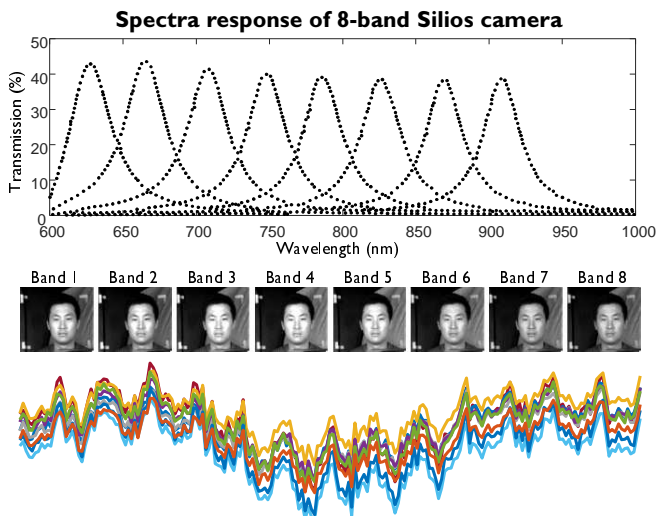 Spectra response of 8-band Silios camera
50
40
30
20
10
0
Transmission (%)
600 650 700 750 800 850 900 950 1000
Wavelength (nm)
Band 1 Band 2 Band 3 Band 4 Band 5 Band 6 Band 7 Band 8